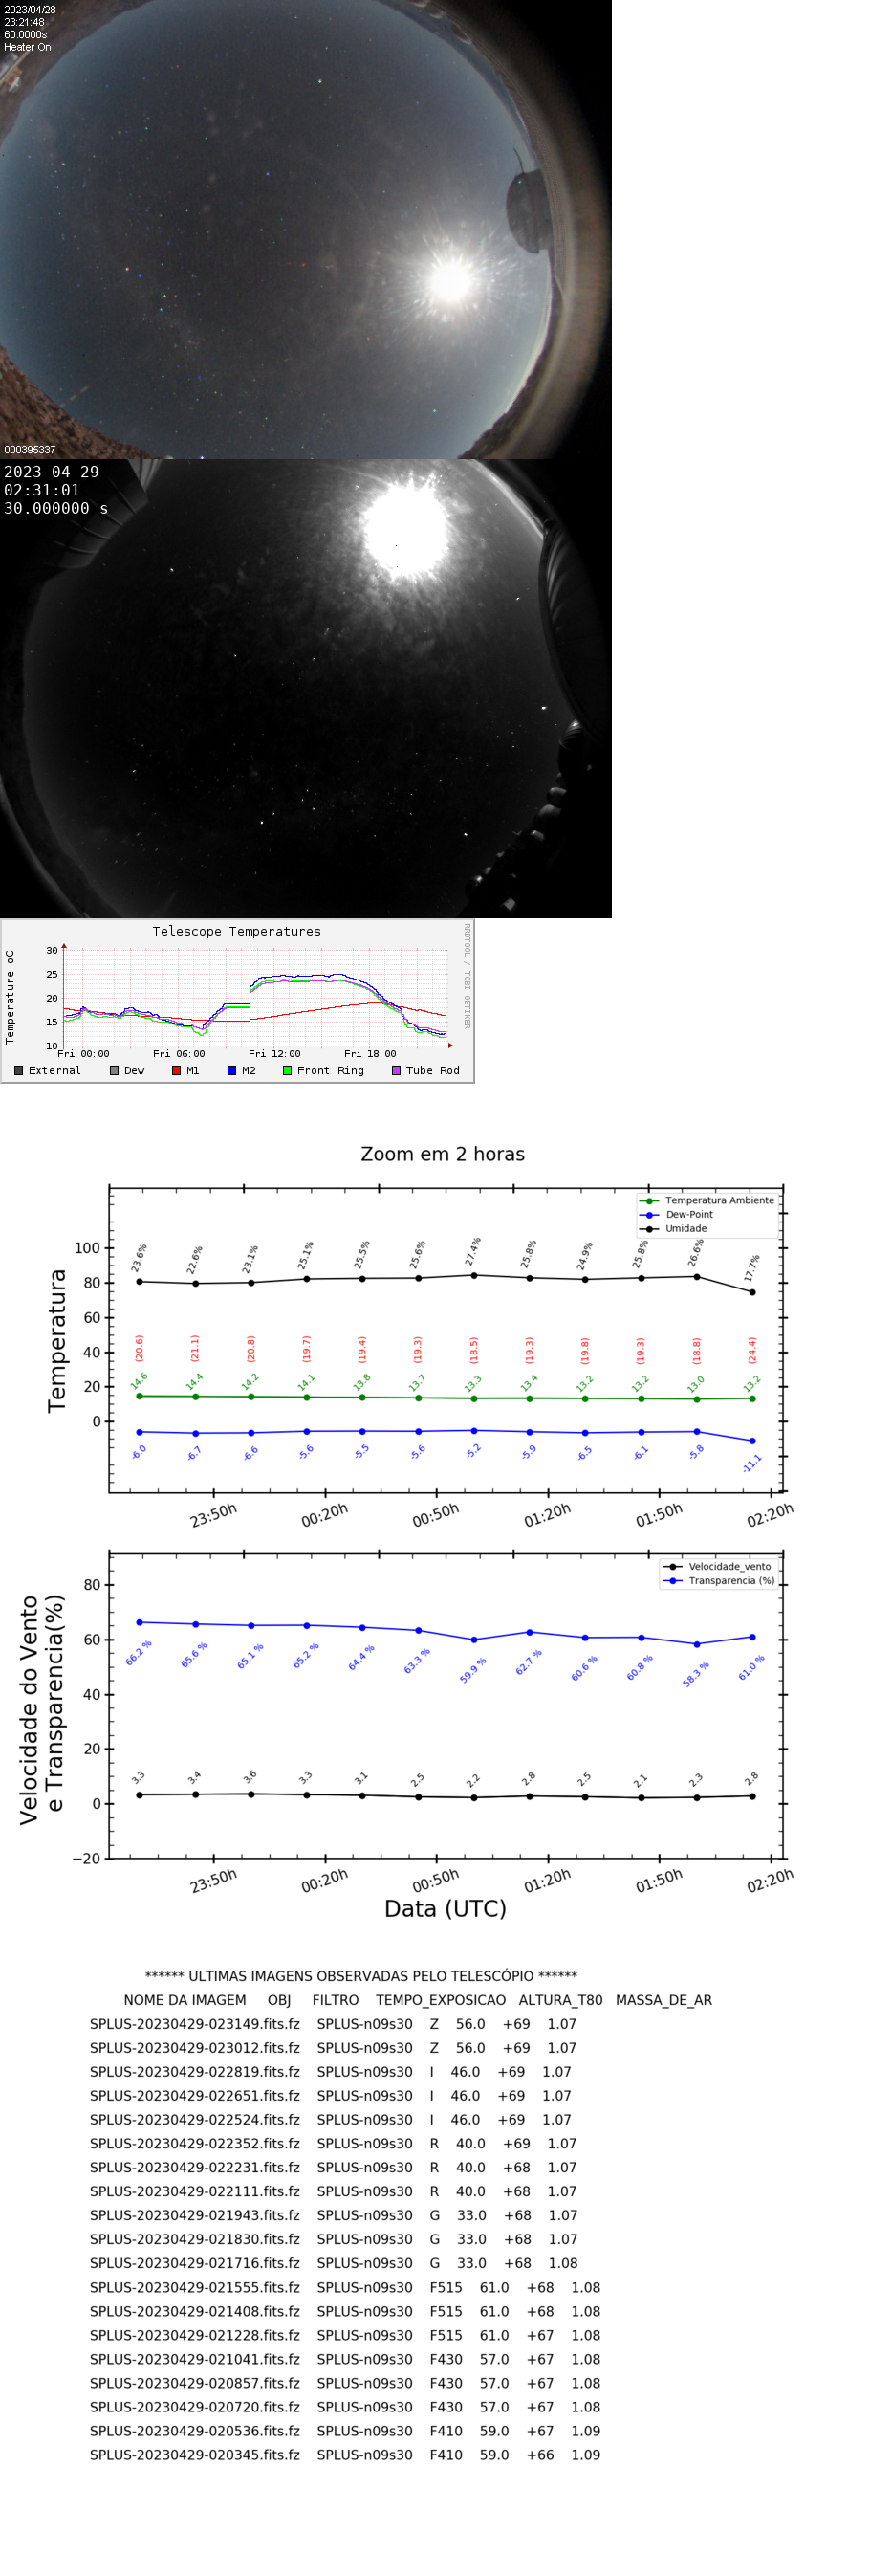 2023/04/28
23:21:48
60.0000s
Heater On
000395337
2023-04-29
02:31:01
30.000000 s
Telescope Temperatures
RRDTOOL / TOBI OETIKER
Temperature oC
30
25
20
15
10
Fri 00:00 Fri 06:00 Fri 12:00 Fri 18:00
External Dew M1 M2 Front Ring Tube Rod
Zoom em 2 horas
Temperatura Ambiente
Dew-Point
Umidade
Temperatura
100
80
60
40
20
0
23.6% 22.6% 23.1% 25.1% 25.5% 25.6% 27.4% 25.8% 24.9% 25.8% 26.6% 17.7%
(20.6) (21.1) (20.8) (19.7) (19.4) (19.3) (18.5) (19.3) (19.8) (19.3) (18.8) (24.4)
14.6 14.4 14.2 14.1 13.8 13.7 13.3 13.4 13.2 13.2 13.0 13.2
-6.0 -6.7 -6.6 -5.6 -5.5 -5.6 -5.2 -5.9 -6.5 -6.1 -5.8 -11.1
23:50h 00:20h 00:50h 01:20h 01:50h 02:20h
Velocidade_vento
Transparencia (%)
Velocidade do Vento
e Transparencia(%)
80
60
40
20
0
−20
66.2 % 65.6 % 65.1 % 65.2 % 64.4 % 63.3 % 59.9 % 62.7 % 60.6 % 60.8 % 58.3 % 61.0 %
3.3 3.4 3.6 3.3 3.1 2.5 2.2 2.8 2.5 2.1 2.3 2.8
23:50h 00:20h 00:50h 01:20h 01:50h 02:20h
Data (UTC)
****** ULTIMAS IMAGENS OBSERVADAS PELO TELESCÓPIO ******
NOME DA IMAGEM OBJ FILTRO TEMPO_EXPOSICAO ALTURA_T80 MASSA_DE_AR
SPLUS-20230429-023149.fits.fz SPLUS-n09s30 Z 56.0 +69 1.07
SPLUS-20230429-023012.fits.fz SPLUS-n09s30 Z 56.0 +69 1.07
SPLUS-20230429-022819.fits.fz SPLUS-n09s30 I 46.0 +69 1.07
SPLUS-20230429-022651.fits.fz SPLUS-n09s30 I 46.0 +69 1.07
SPLUS-20230429-022524.fits.fz SPLUS-n09s30 I 46.0 +69 1.07
SPLUS-20230429-022352.fits.fz SPLUS-n09s30 R 40.0 +69 1.07
SPLUS-20230429-022231.fits.fz SPLUS-n09s30 R 40.0 +68 1.07
SPLUS-20230429-022111.fits.fz SPLUS-n09s30 R 40.0 +68 1.07
SPLUS-20230429-021943.fits.fz SPLUS-n09s30 G 33.0 +68 1.07
SPLUS-20230429-021830.fits.fz SPLUS-n09s30 G 33.0 +68 1.07
SPLUS-20230429-021716.fits.fz SPLUS-n09s30 G 33.0 +68 1.08
SPLUS-20230429-021555.fits.fz SPLUS-n09s30 F515 61.0 +68 1.08
SPLUS-20230429-021408.fits.fz SPLUS-n09s30 F515 61.0 +68 1.08
SPLUS-20230429-021228.fits.fz SPLUS-n09s30 F515 61.0 +67 1.08
SPLUS-20230429-021041.fits.fz SPLUS-n09s30 F430 57.0 +67 1.08
SPLUS-20230429-020857.fits.fz SPLUS-n09s30 F430 57.0 +67 1.08
SPLUS-20230429-020720.fits.fz SPLUS-n09s30 F430 57.0 +67 1.08
SPLUS-20230429-020536.fits.fz SPLUS-n09s30 F410 59.0 +67 1.09
SPLUS-20230429-020345.fits.fz SPLUS-n09s30 F410 59.0 +66 1.09